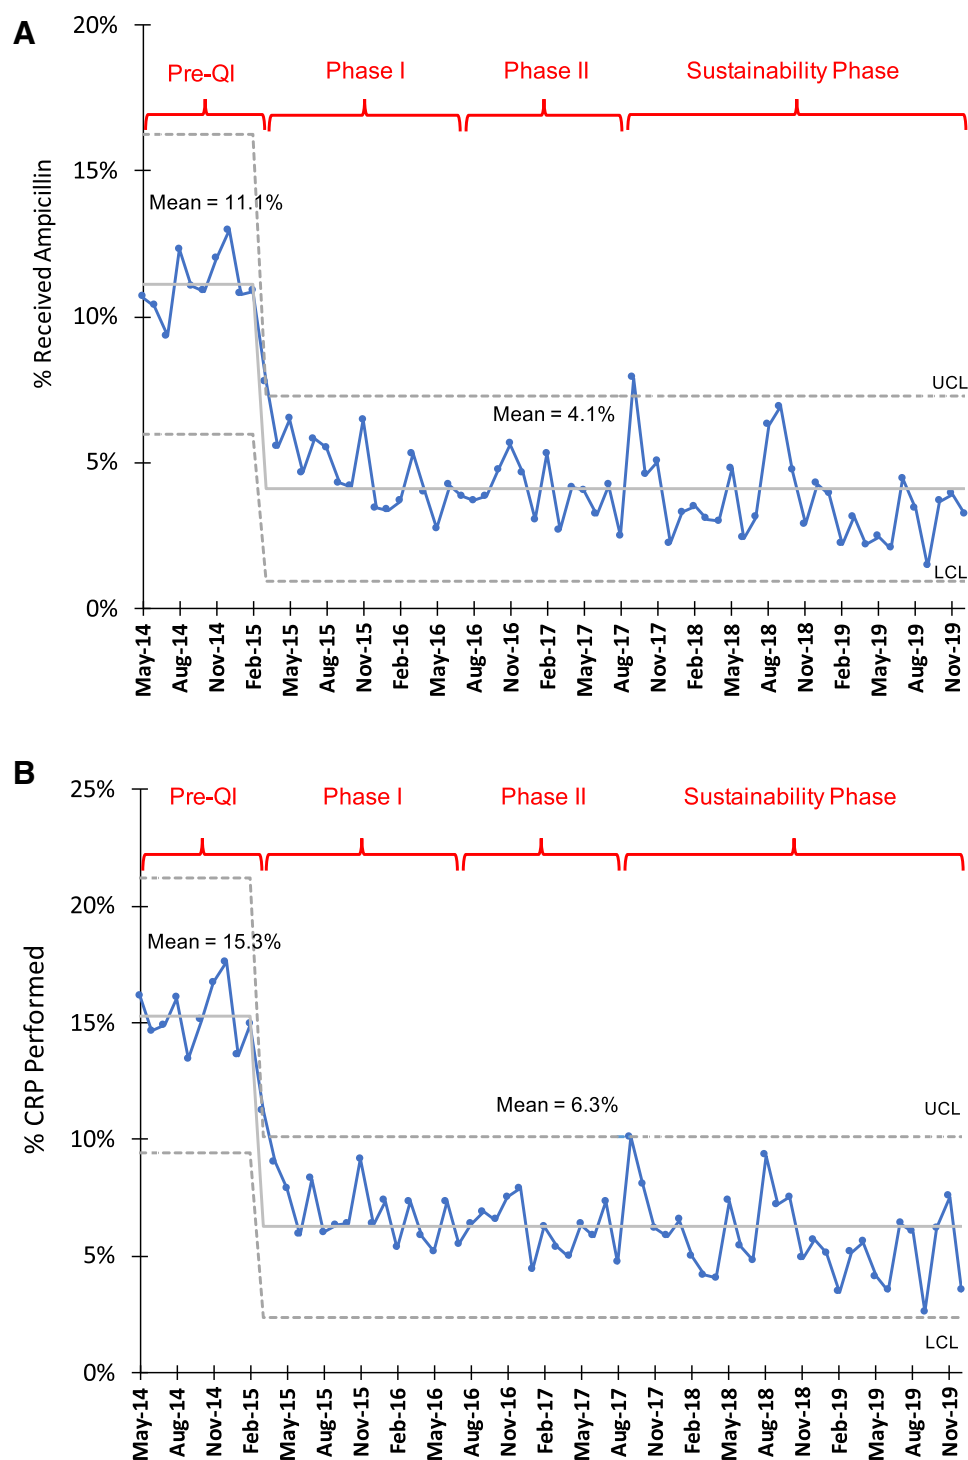 A
20%
Pre-QI Phase I Phase II Sustainability Phase
15%
Mean = 11.1%
% Received Ampicillin
10%
UCL
Mean = 4.1%
5%
LCL
0%
May-14 Aug-14 Nov-14 Feb-15 May-15 Aug-15 Nov-15 Feb-16 May-16 Aug-16 Nov-16 Feb-17 May-17 Aug-17 Nov-17 Feb-18 May-18 Aug-18 Nov-18 Feb-19 May-19 Aug-19 Nov-19
B
25%
Pre-QI Phase I Phase II Sustainability Phase
20%
Mean = 15.3%
% CRP Performed
15%
Mean = 6.3%
UCL
10%
5%
LCL
0%
May-14 Aug-14 Nov-14 Feb-15 May-15 Aug-15 Nov-15 Feb-16 May-16 Aug-16 Nov-16 Feb-17 May-17 Aug-17 Nov-17 Feb-18 May-18 Aug-18 Nov-18 Feb-19 May-19 Aug-19 Nov-19